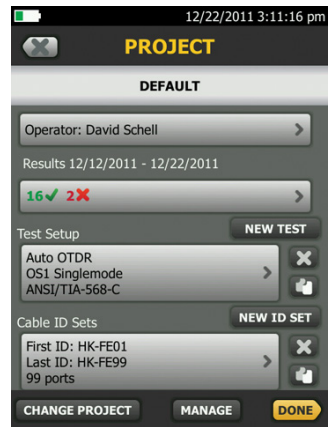 12/22/2011 3:11:16 pm
PROJECT
DEFAULT
Operator: David Schell
Results 12/12/2011 - 12/22/2011
16✔ 2✖
Test Setup
NEW TEST
Auto OTDR
OS1 Singlemode
ANSI/TIA-568-C
Cable ID Sets
NEW ID SET
First ID: HK-FE01
Last ID: HK-FE99
99 ports
CHANGE PROJECT
MANAGE
DONE